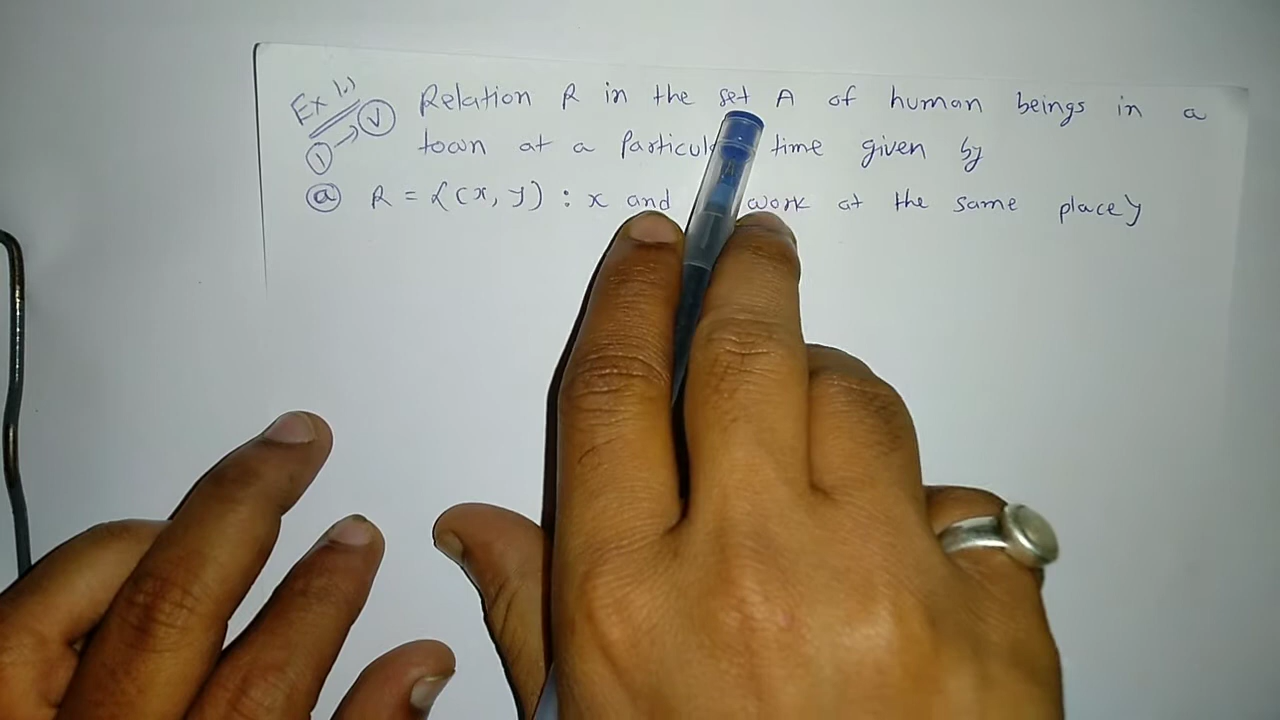 Ex 1.1
① → ⓥ Relation R in the set A of human beings in a
town at a Particul time given by
ⓐ R = {(x, y) : x and work at the same place}